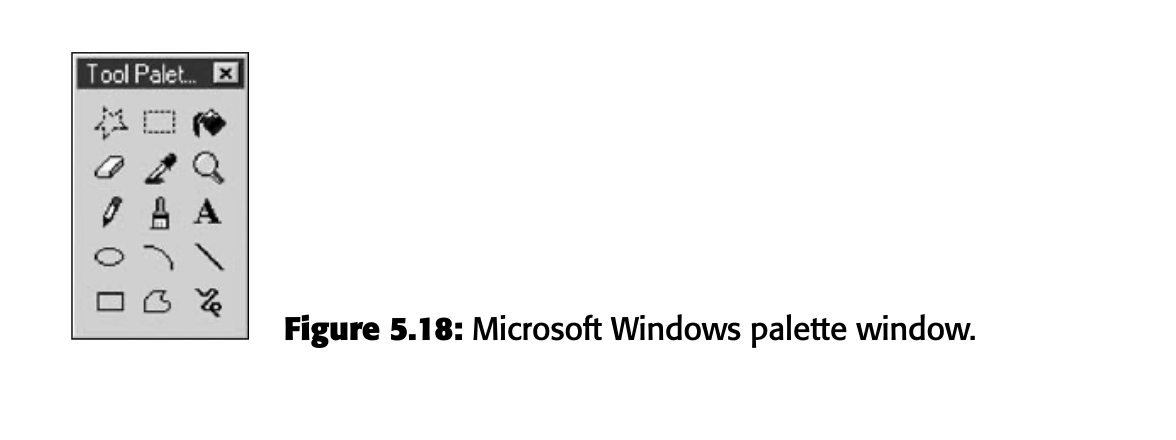 Tool Palet...
A
Figure 5.18: Microsoft Windows palette window.